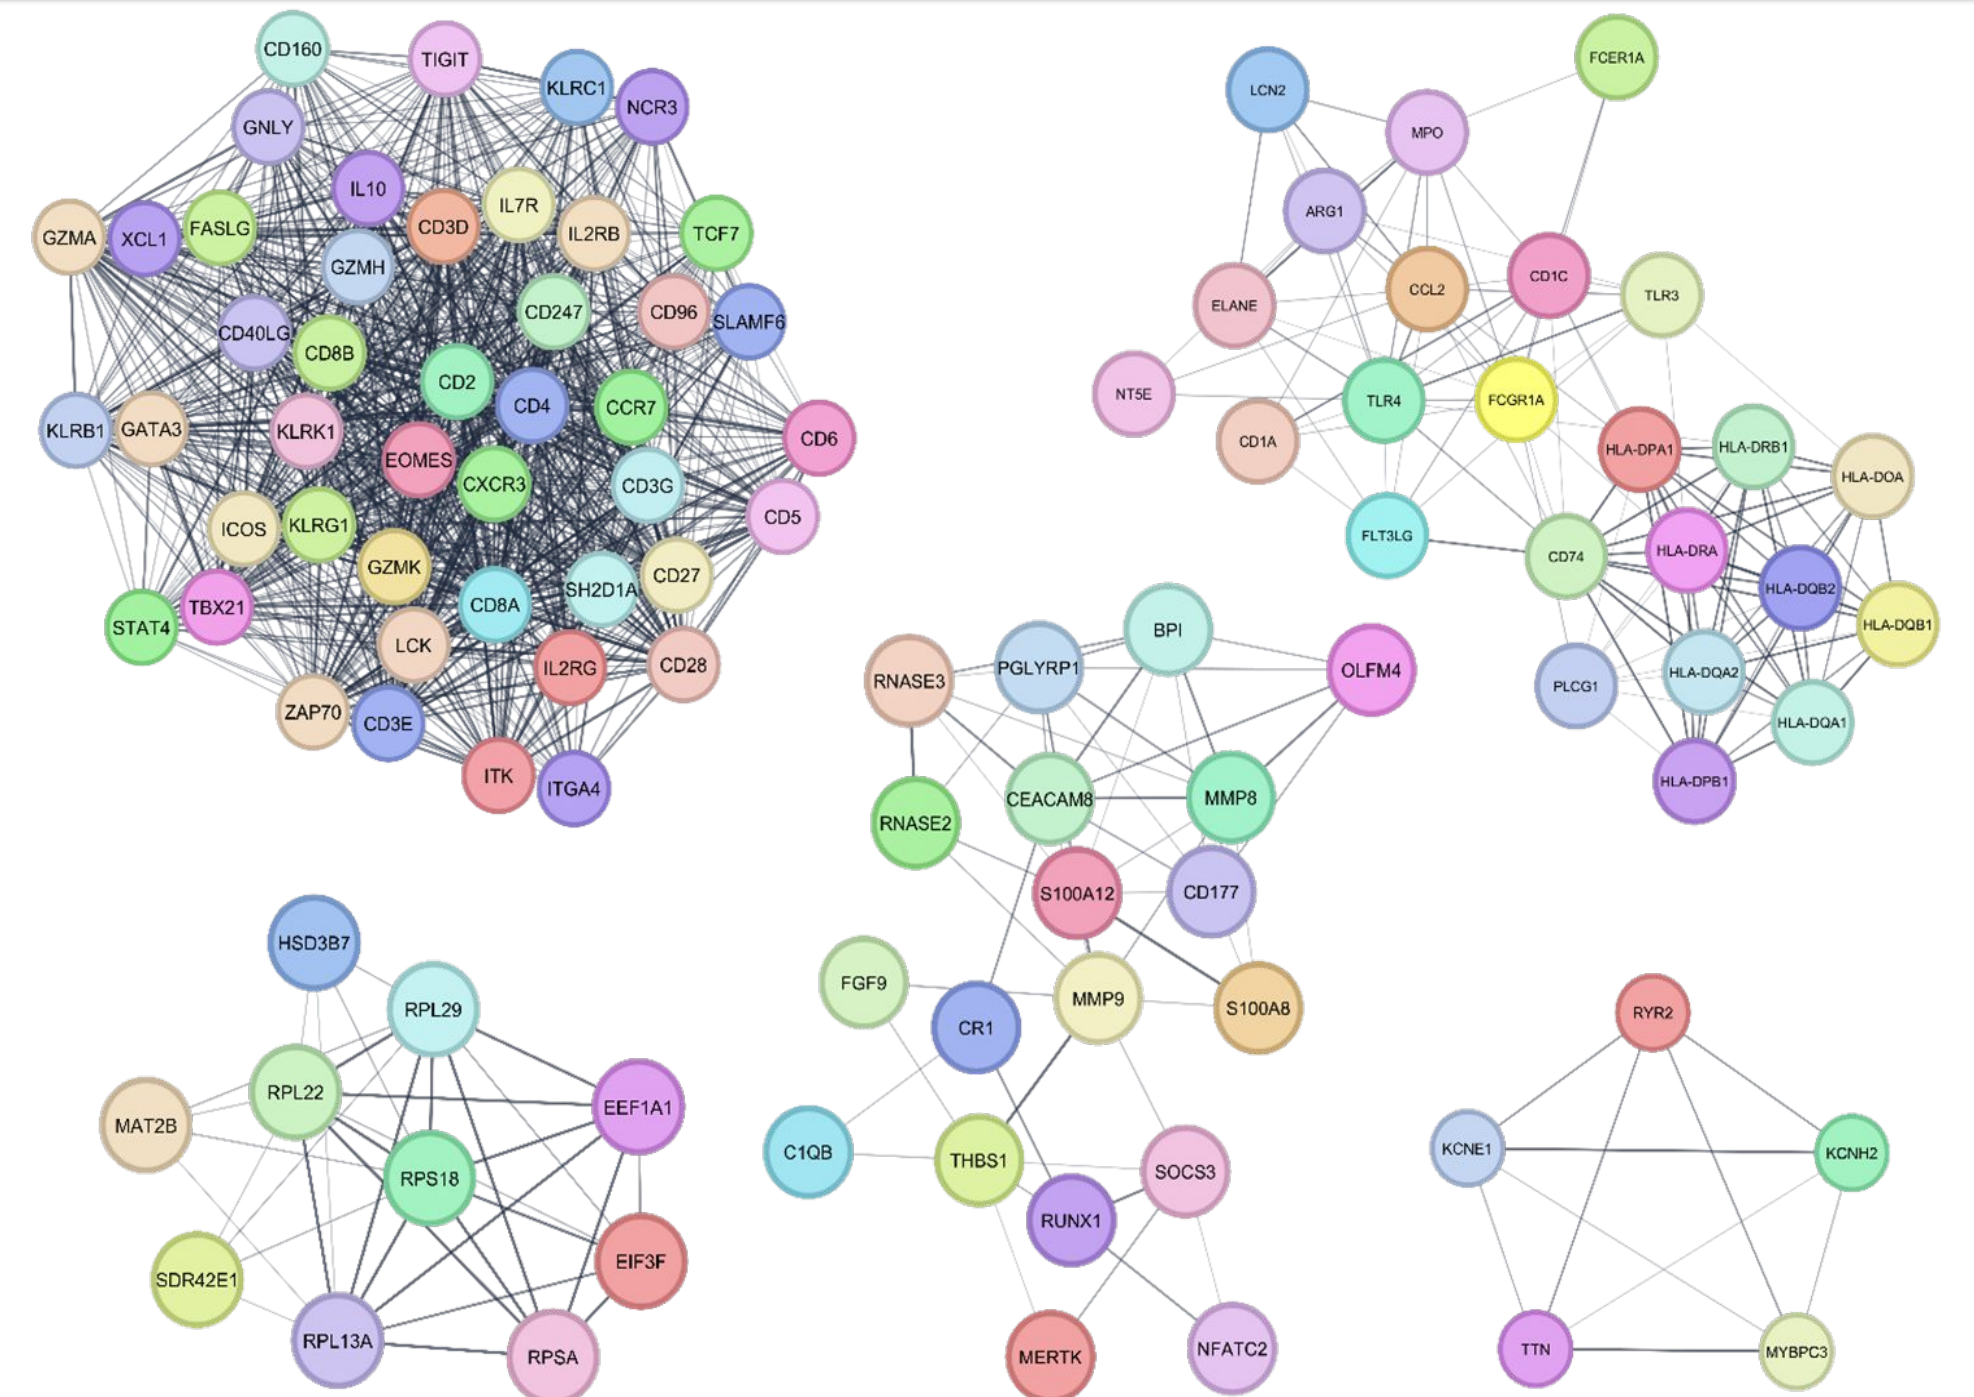 CD160
TIGIT
KLRC1
NCR3
GNLY
IL10
IL7R
CD3D
IL2RB
TCF7
GZMA
XCL1
FASLG
GZMH
CD247
CD96
SLAMF6
CD40LG
CD8B
CD2
CD4
CCR7
KLRB1
GATA3
KLRK1
CD6
EOMES
CXCR3
CD3G
CD5
ICOS
KLRG1
GZMK
SH2D1A
CD27
STAT4
TBX21
CD8A
LCK
IL2RG
CD28
ZAP70
CD3E
ITK
ITGA4
FCER1A
LCN2
MPO
ARG1
CCL2
CD1C
TLR3
ELANE
NT5E
TLR4
FCGR1A
CD1A
HLA-DPA1
HLA-DRB1
HLA-DOA
FLT3LG
CD74
HLA-DRA
HLA-DQB2
HLA-DQB1
PLCG1
HLA-DQA2
HLA-DQA1
HLA-DPB1
BPI
RNASE3
PGLYRP1
OLFM4
CEACAM8
MMP8
RNASE2
S100A12
CD177
FGF9
CR1
MMP9
S100A8
C1QB
THBS1
SOCS3
RUNX1
MERTK
NFATC2
HSD3B7
RPL29
RPL22
EEF1A1
MAT2B
RPS18
SDR42E1
EIF3F
RPL13A
RPSA
RYR2
KCNE1
KCNH2
TTN
MYBPC3